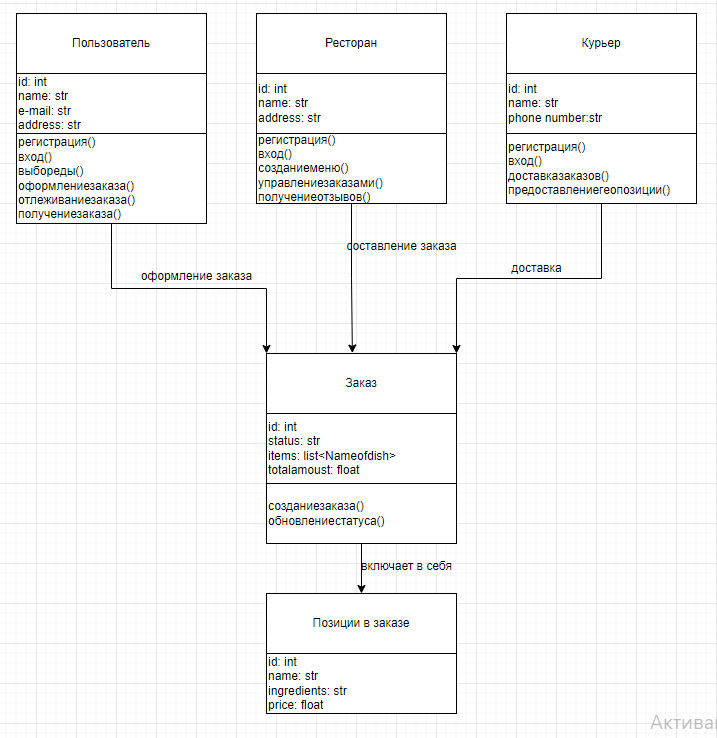 Пользователь
id: int
name: str
e-mail: str
address: str
регистрация()
вход()
выбореды()
оформлениезаказа()
отлеживаниезаказа()
получениезаказа()
Ресторан
id: int
name: str
address: str
регистрация()
вход()
созданиеменю()
управлениезаказами()
получениеотзывов()
Курьер
id: int
name: str
phone number:str
регистрация()
вход()
доставказаказов()
предоставлениегеопозиции()
оформление заказа
составление заказа
доставка
Заказ
id: int
status: str
items: list<Nameofdish>
totalamoust: float
созданиезаказа()
обновлениестатуса()
включает в себя
Позиции в заказе
id: int
name: str
ingredients: str
price: float